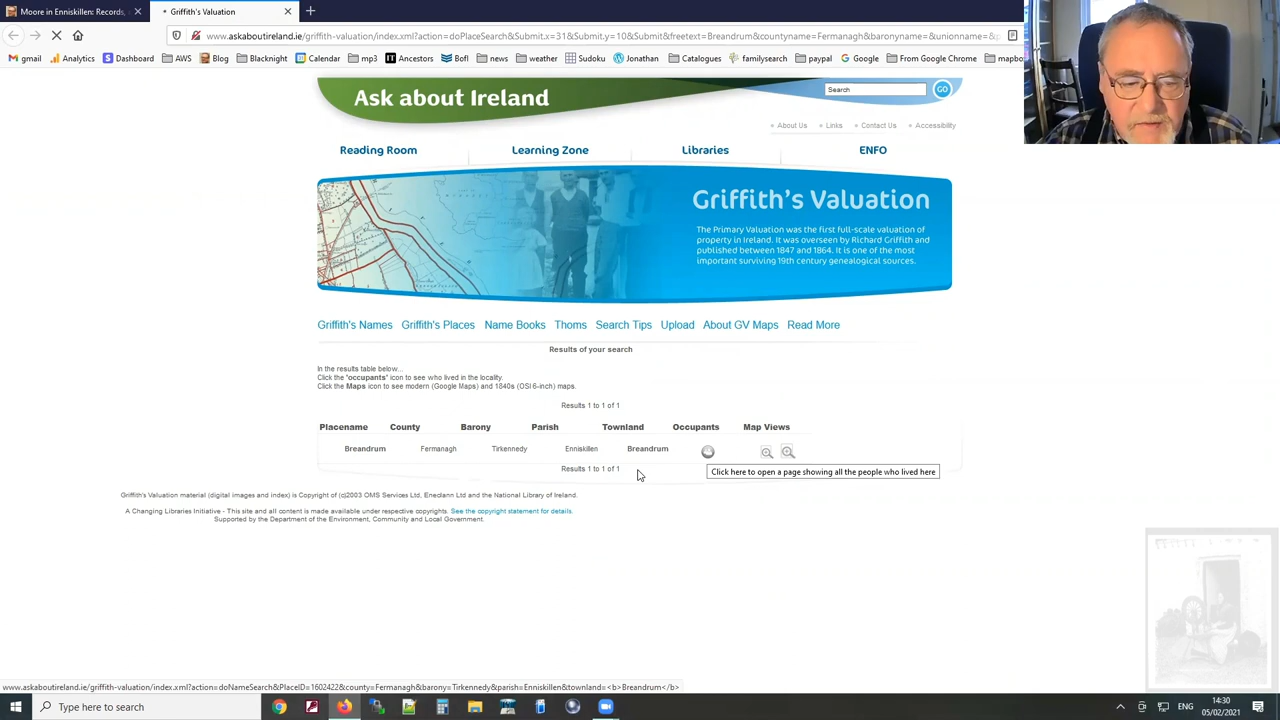 Moore in Enniskillen: Records, × Griffith's Valuation × +
www.askaboutireland.ie/griffith-valuation/index.xml?action=doPlaceSearch&Submit.x=31&Submit.y=10&Submit&freetext=Breandrum&countyname=Fermanagh&baronyname=&unionname=&p
gmail Analytics Dashboard AWS Blog Blacknight Calendar mp3 Ancestors BofI news weather Sudoku Jonathan Catalogues familysearch paypal Google From Google Chrome mapbo
Ask about Ireland
Search GO
About Us Links Contact Us Accessibility
Reading Room Learning Zone Libraries ENFO
Griffith's Valuation
The Primary Valuation was the first full-scale valuation of
property in Ireland. It was overseen by Richard Griffith and
published between 1847 and 1864. It is one of the most
important surviving 19th century genealogical sources.
Griffith's Names Griffith's Places Name Books Thoms Search Tips Upload About GV Maps Read More
Results of your search
In the results table below...
Click the "occupants" icon to see who lived in the locality.
Click the Maps icon to see modern (Google Maps) and 1840s (OSI 6-inch) maps.
Results 1 to 1 of 1
Placename County Barony Parish Townland Occupants Map Views
Breandrum Fermanagh Tirkennedy Enniskillen Breandrum
Results 1 to 1 of 1
Click here to open a page showing all the people who lived here
Griffith's Valuation material (digital images and index) is Copyright of (c)2003 OMS Services Ltd, Eneclann Ltd and the National Library of Ireland.
A Changing Libraries Initiative - This site and all content is made available under respective copyrights. See the copyright statement for details.
Supported by the Department of the Environment, Community and Local Government.
www.askaboutireland.ie/griffith-valuation/index.xml?action=doNameSearch&PlaceID=1602422&county=Fermanagh&barony=Tirkennedy&parish=Enniskillen&townland=<b>Breandrum</b>
Type here to search
14:30
05/02/2021